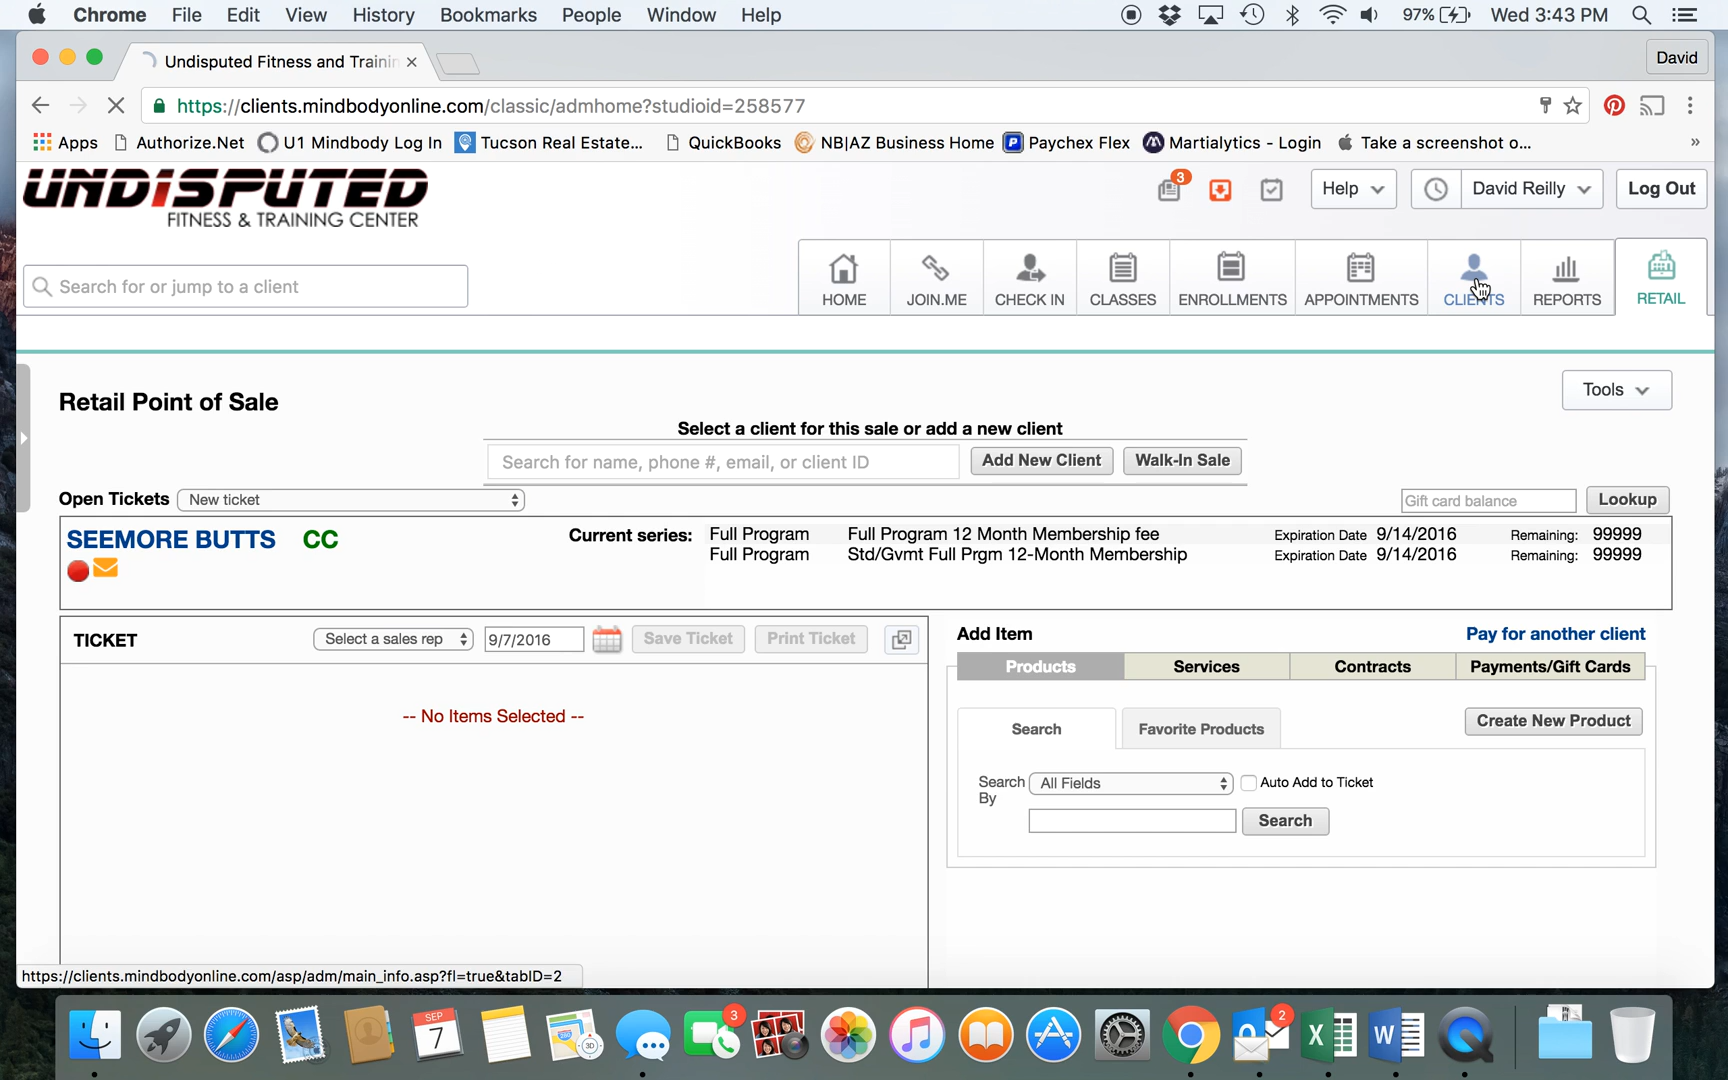 Chrome File Edit View History Bookmarks People Window Help 97% Wed 3:43 PM
Undisputed Fitness and Trainin David
https://clients.mindbodyonline.com/classic/admhome?studioid=258577
Apps Authorize.Net U1 Mindbody Log In Tucson Real Estate... QuickBooks NB|AZ Business Home Paychex Flex Martialytics - Login Take a screenshot o... »
UNDISPUTED
FITNESS & TRAINING CENTER
3 Help David Reilly Log Out
Search for or jump to a client
HOME JOIN.ME CHECK IN CLASSES ENROLLMENTS APPOINTMENTS CLIENTS REPORTS RETAIL
Retail Point of Sale Tools
Select a client for this sale or add a new client
Search for name, phone #, email, or client ID Add New Client Walk-In Sale
Open Tickets New ticket Gift card balance Lookup
SEEMORE BUTTS CC Current series: Full Program Full Program 12 Month Membership fee Expiration Date 9/14/2016 Remaining: 99999
Full Program Std/Gvmt Full Prgm 12-Month Membership Expiration Date 9/14/2016 Remaining: 99999
TICKET Select a sales rep 9/7/2016 Save Ticket Print Ticket
Add Item Pay for another client
Products Services Contracts Payments/Gift Cards
-- No Items Selected --
Search Favorite Products Create New Product
Search By All Fields Auto Add to Ticket
Search
https://clients.mindbodyonline.com/asp/adm/main_info.asp?fl=true&tabID=2
SEP
7
3D
3
2